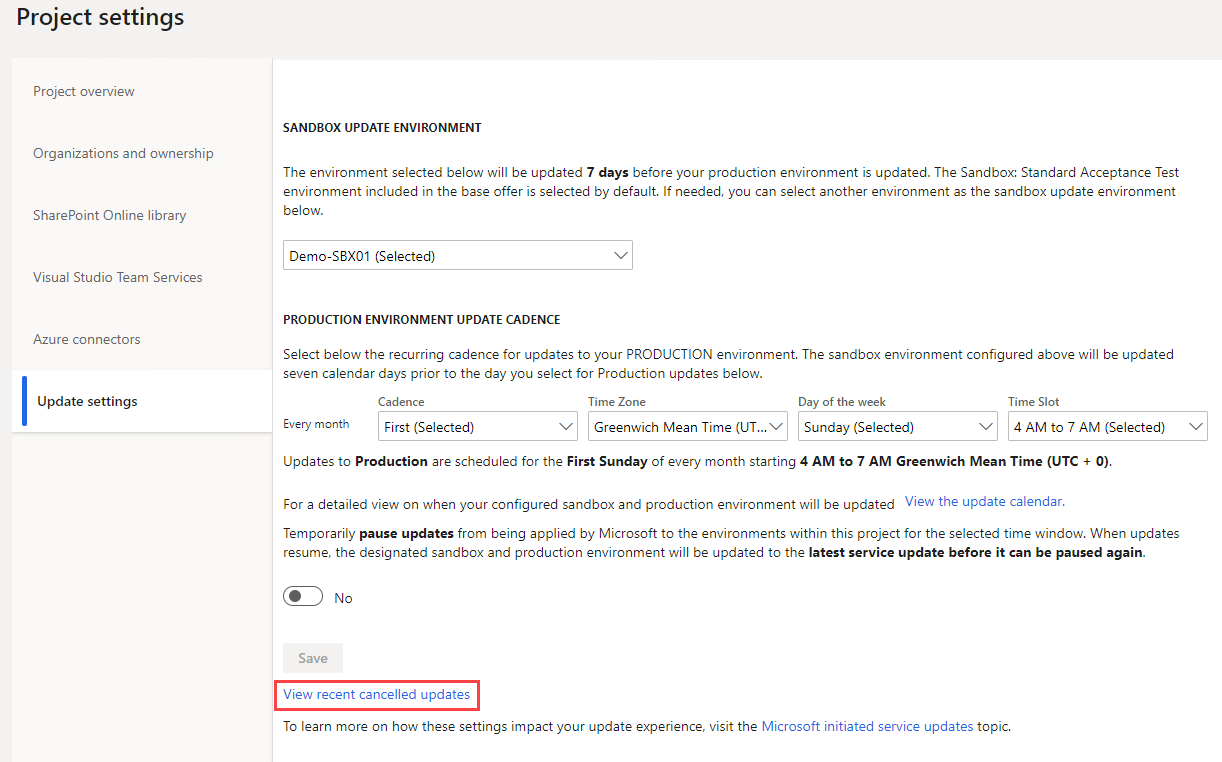 Project settings
Project overview
Organizations and ownership
SharePoint Online library
Visual Studio Team Services
Azure connectors
Update settings
SANDBOX UPDATE ENVIRONMENT
The environment selected below will be updated 7 days before your production environment is updated. The Sandbox: Standard Acceptance Test
environment included in the base offer is selected by default. If needed, you can select another environment as the sandbox update environment
below.
Demo-SBX01 (Selected)
PRODUCTION ENVIRONMENT UPDATE CADENCE
Select below the recurring cadence for updates to your PRODUCTION environment. The sandbox environment configured above will be updated
seven calendar days prior to the day you select for Production updates below.
Cadence Time Zone Day of the week Time Slot
Every month First (Selected) Greenwich Mean Time (UT... Sunday (Selected) 4 AM to 7 AM (Selected)
Updates to Production are scheduled for the First Sunday of every month starting 4 AM to 7 AM Greenwich Mean Time (UTC + 0).
For a detailed view on when your configured sandbox and production environment will be updated View the update calendar.
Temporarily pause updates from being applied by Microsoft to the environments within this project for the selected time window. When updates
resume, the designated sandbox and production environment will be updated to the latest service update before it can be paused again.
No
Save
View recent cancelled updates
To learn more on how these settings impact your update experience, visit the Microsoft initiated service updates topic.